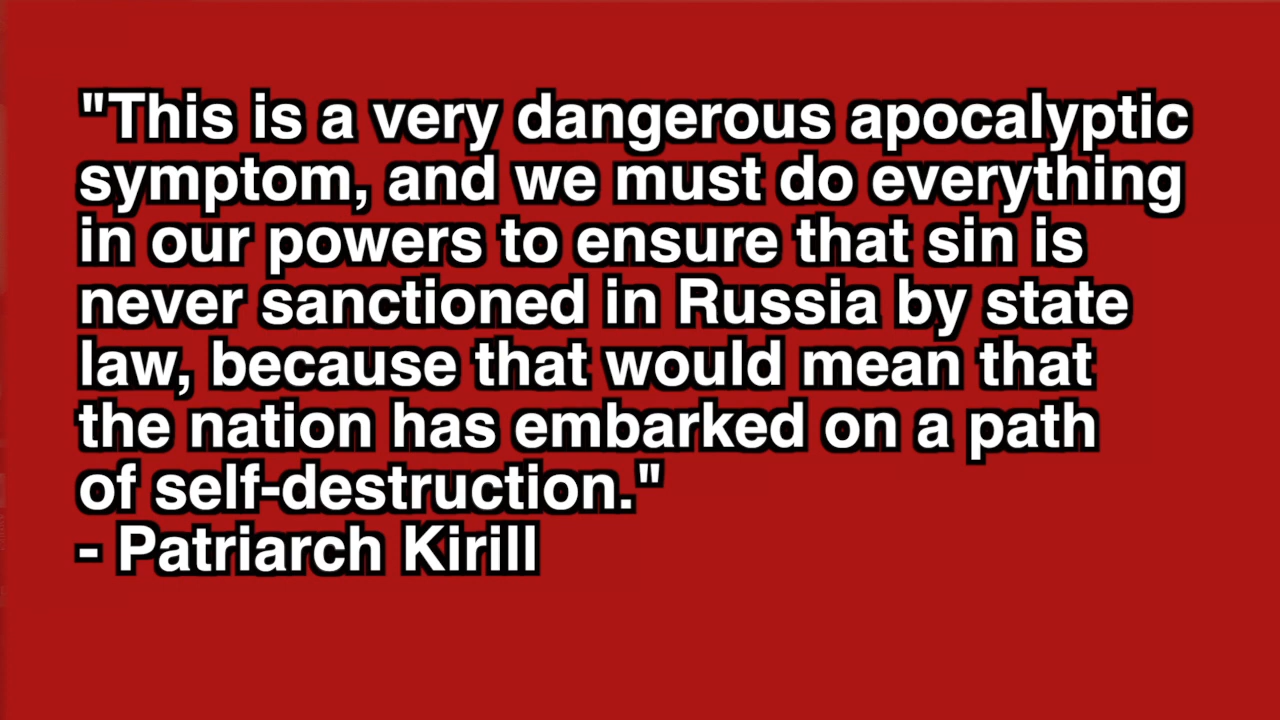 "This is a very dangerous apocalyptic
symptom, and we must do everything
in our powers to ensure that sin is
never sanctioned in Russia by state
law, because that would mean that
the nation has embarked on a path
of self-destruction."
- Patriarch Kirill